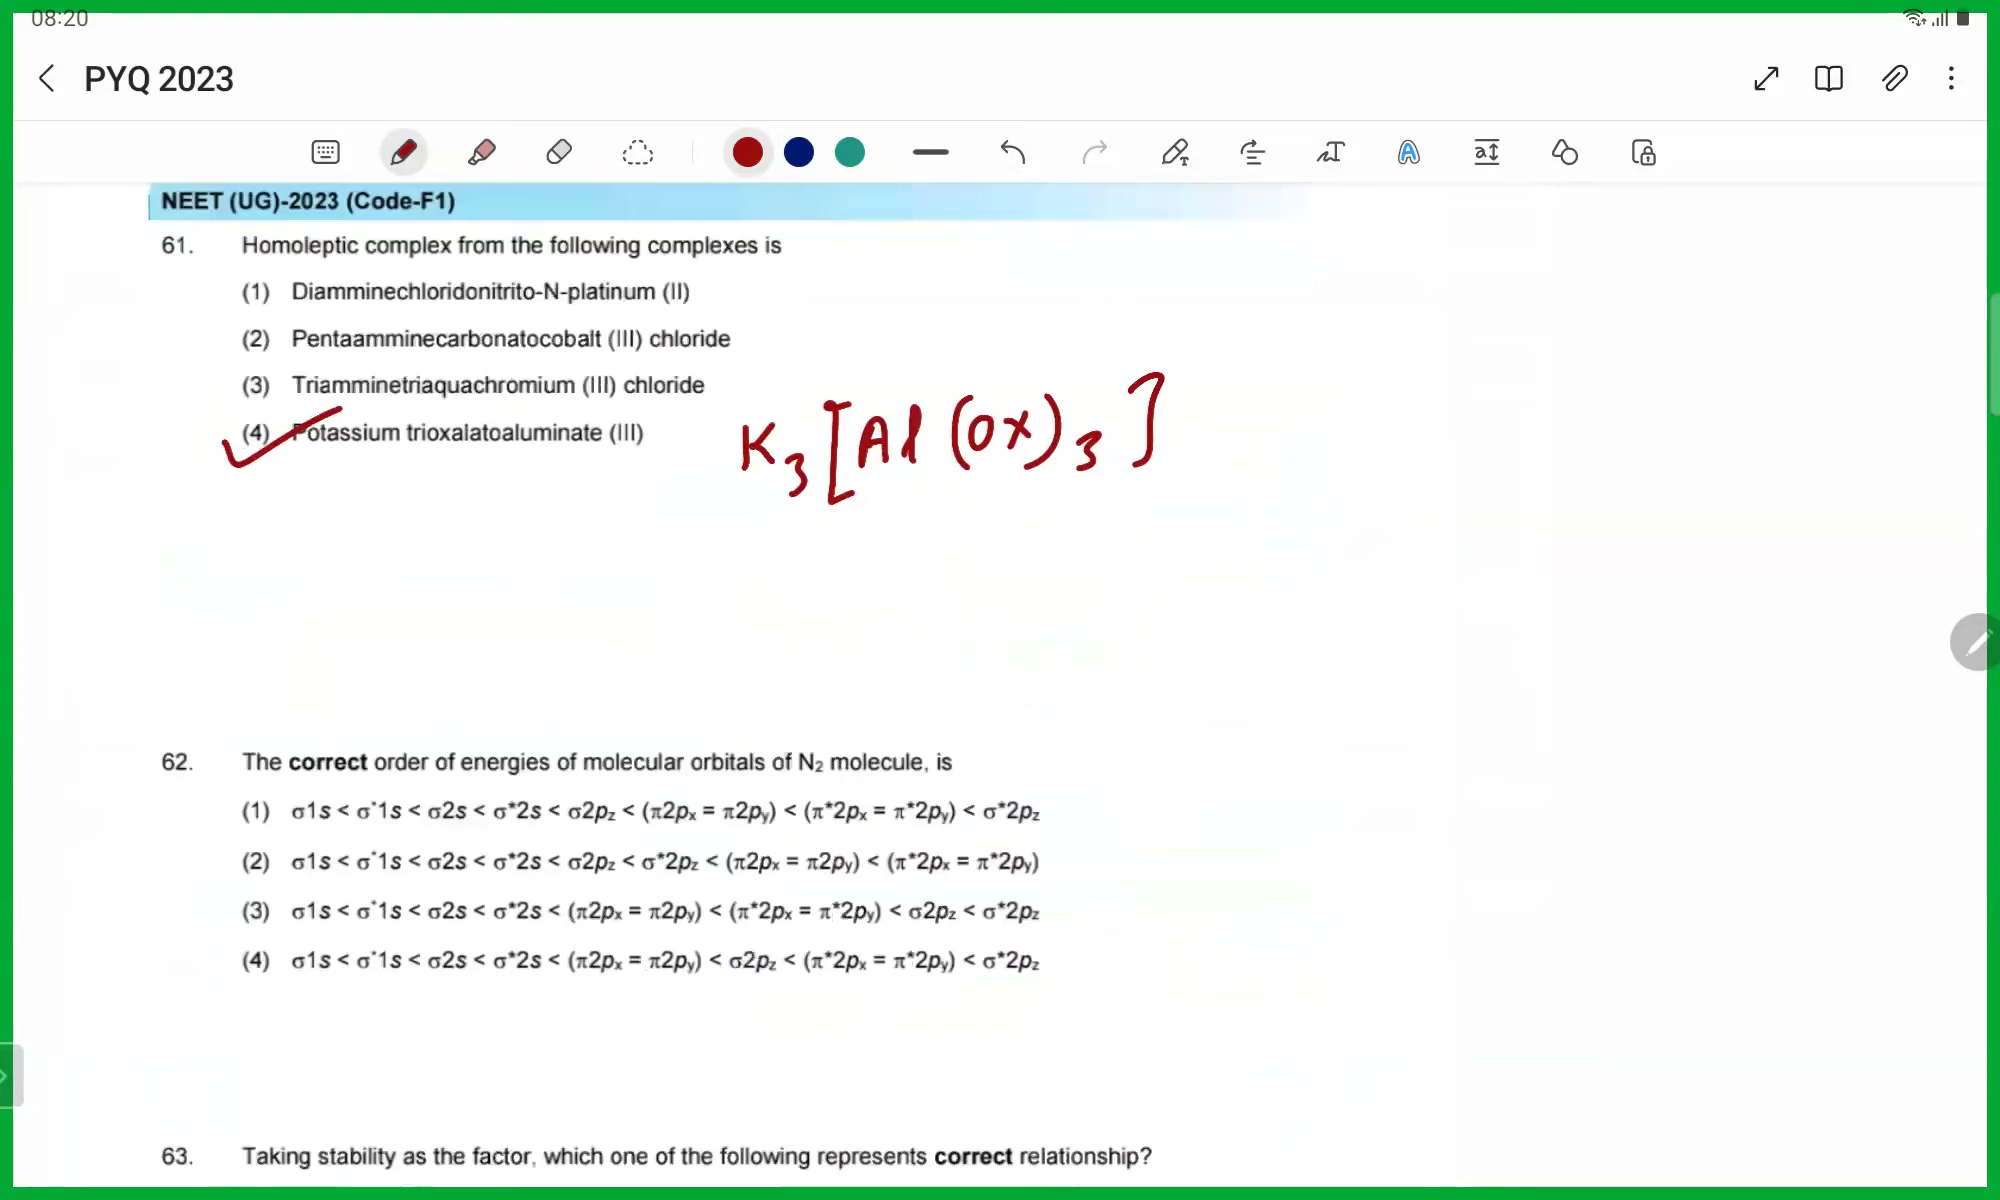 08:20
PYQ 2023
NEET (UG)-2023 (Code-F1)
61. Homoleptic complex from the following complexes is
(1) Diamminechloridonitrito-N-platinum (II)
(2) Pentaamminecarbonatocobalt (III) chloride
(3) Triamminetriaquachromium (III) chloride
(4) Potassium trioxalatoaluminate (III)
K₃[Al(ox)₃]
62. The correct order of energies of molecular orbitals of N₂ molecule, is
(1) σ1s < σ*1s < σ2s < σ*2s < σ2pz < (π2px = π2py) < (π*2px = π*2py) < σ*2pz
(2) σ1s < σ*1s < σ2s < σ*2s < σ2pz < σ*2pz < (π2px = π2py) < (π*2px = π*2py)
(3) σ1s < σ*1s < σ2s < σ*2s < (π2px = π2py) < (π*2px = π*2py) < σ2pz < σ*2pz
(4) σ1s < σ*1s < σ2s < σ*2s < (π2px = π2py) < σ2pz < (π*2px = π*2py) < σ*2pz
63. Taking stability as the factor, which one of the following represents correct relationship?